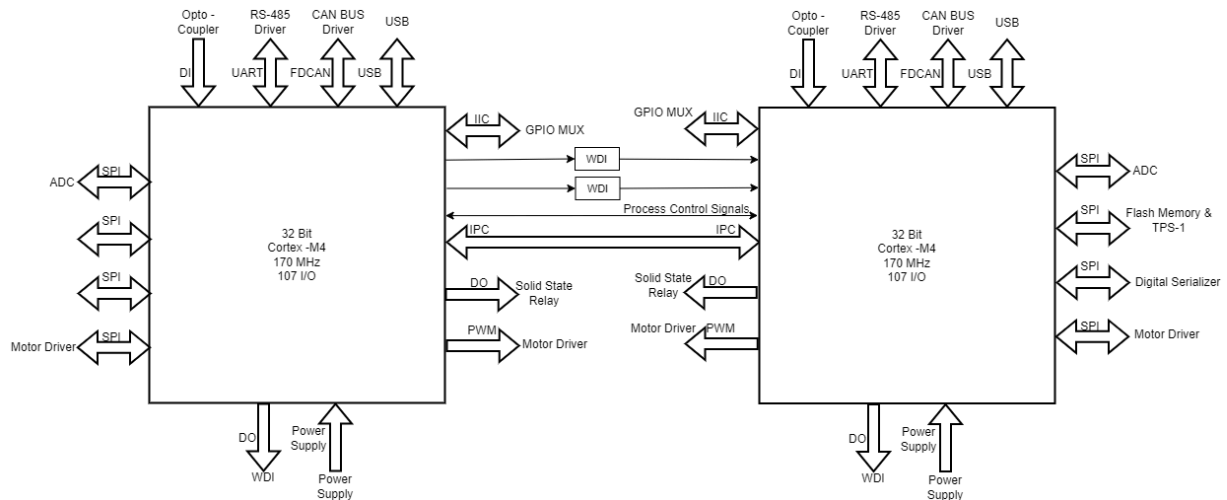 Opto -
Coupler
RS-485
Driver
CAN BUS
Driver
USB
DI
UART
FDCAN
USB
Opto -
Coupler
RS-485
Driver
CAN BUS
Driver
USB
DI
UART
FDCAN
USB
IIC
GPIO MUX
GPIO MUX
IIC
WDI
WDI
Process Control Signals
IPC
IPC
ADC
SPI
SPI
SPI
Motor Driver
SPI
32 Bit
Cortex -M4
170 MHz
107 I/O
DO
Solid State
Relay
PWM
Motor Driver
Solid State
Relay
DO
Motor Driver
PWM
32 Bit
Cortex -M4
170 MHz
107 I/O
SPI
ADC
SPI
Flash Memory &
TPS-1
SPI
Digital Serializer
SPI
Motor Driver
DO
WDI
Power
Supply
Power
Supply
DO
WDI
Power
Supply
Power
Supply